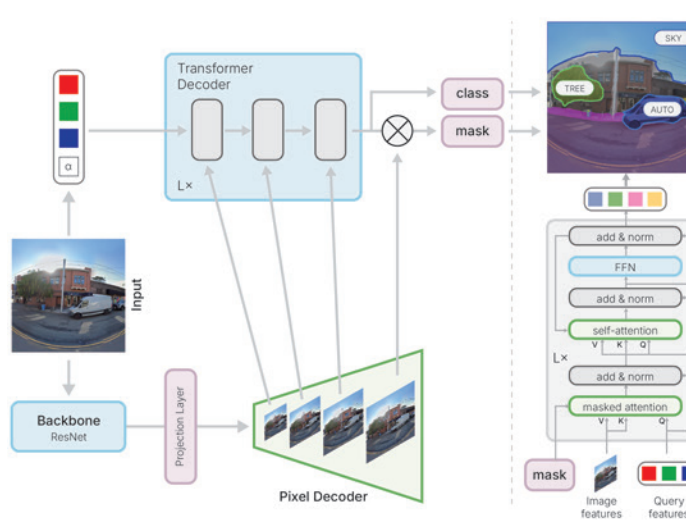 Transformer
Decoder
L×
α
Input
Backbone
ResNet
Projection Layer
Pixel Decoder
class
mask
SKY
TREE
AUTO
add & norm
FFN
add & norm
self-attention
V K Q
L×
add & norm
masked attention
V K Q
mask
Image
features
Query
features